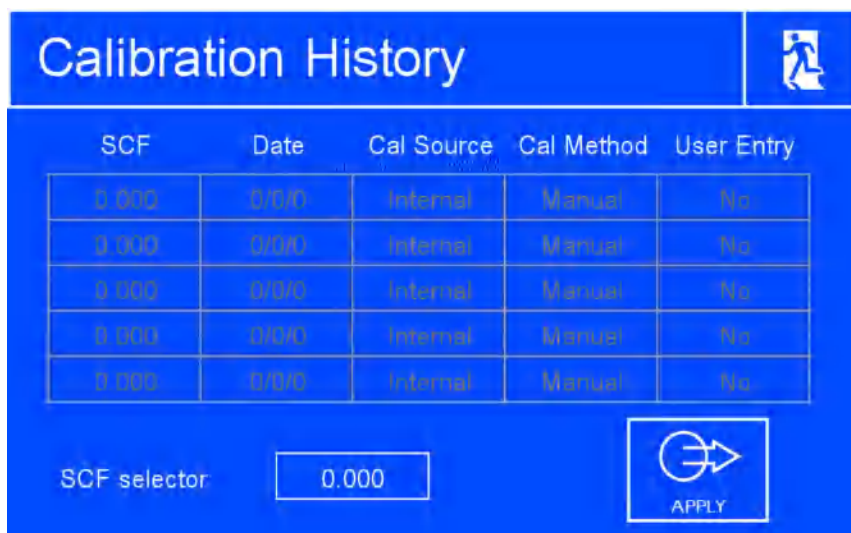 Calibration History
SCF Date Cal Source Cal Method User Entry
0.000 0/0/0 Internal Manual No
0.000 0/0/0 Internal Manual No
0.000 0/0/0 Internal Manual No
0.000 0/0/0 Internal Manual No
0.000 0/0/0 Internal Manual No
SCF selector 0.000
APPLY